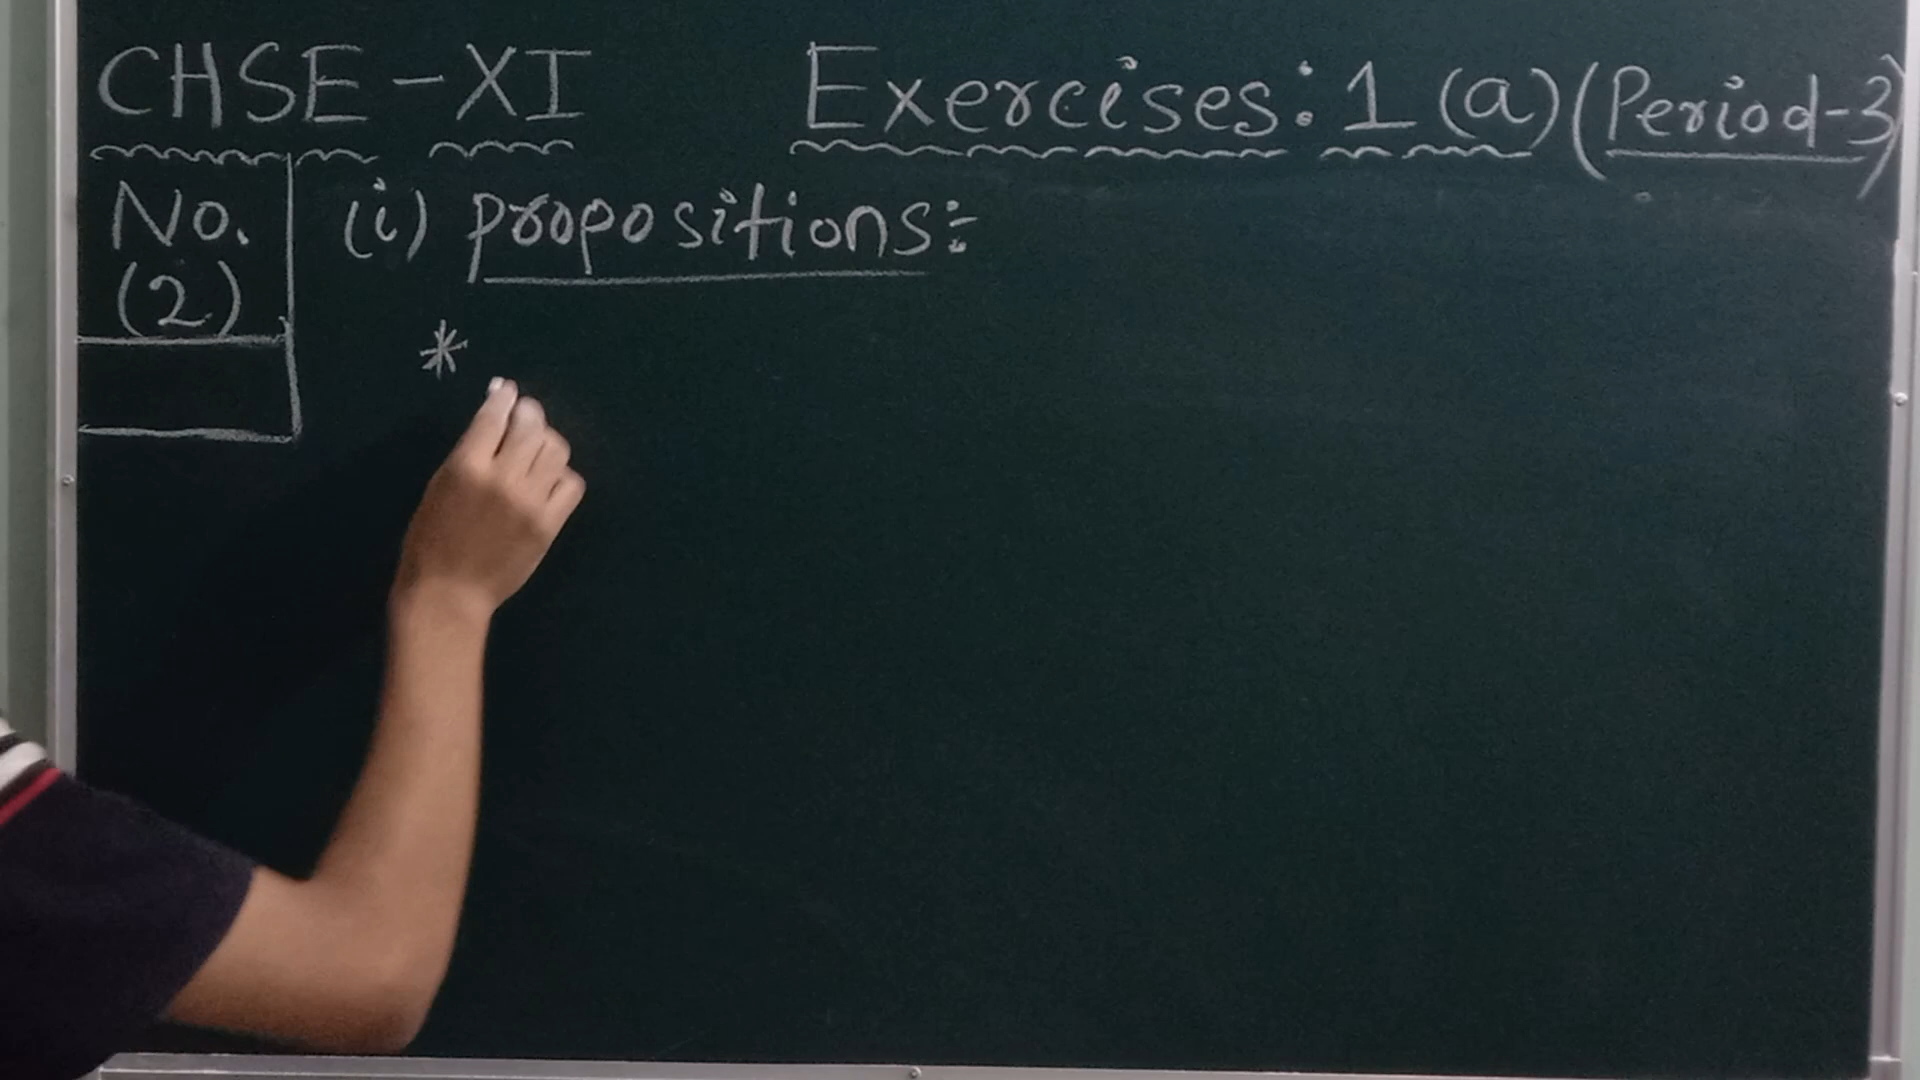 CHSE - XI Exercises: 1 (a) (Period-3)
No. (i) propositions:-
(2)
*